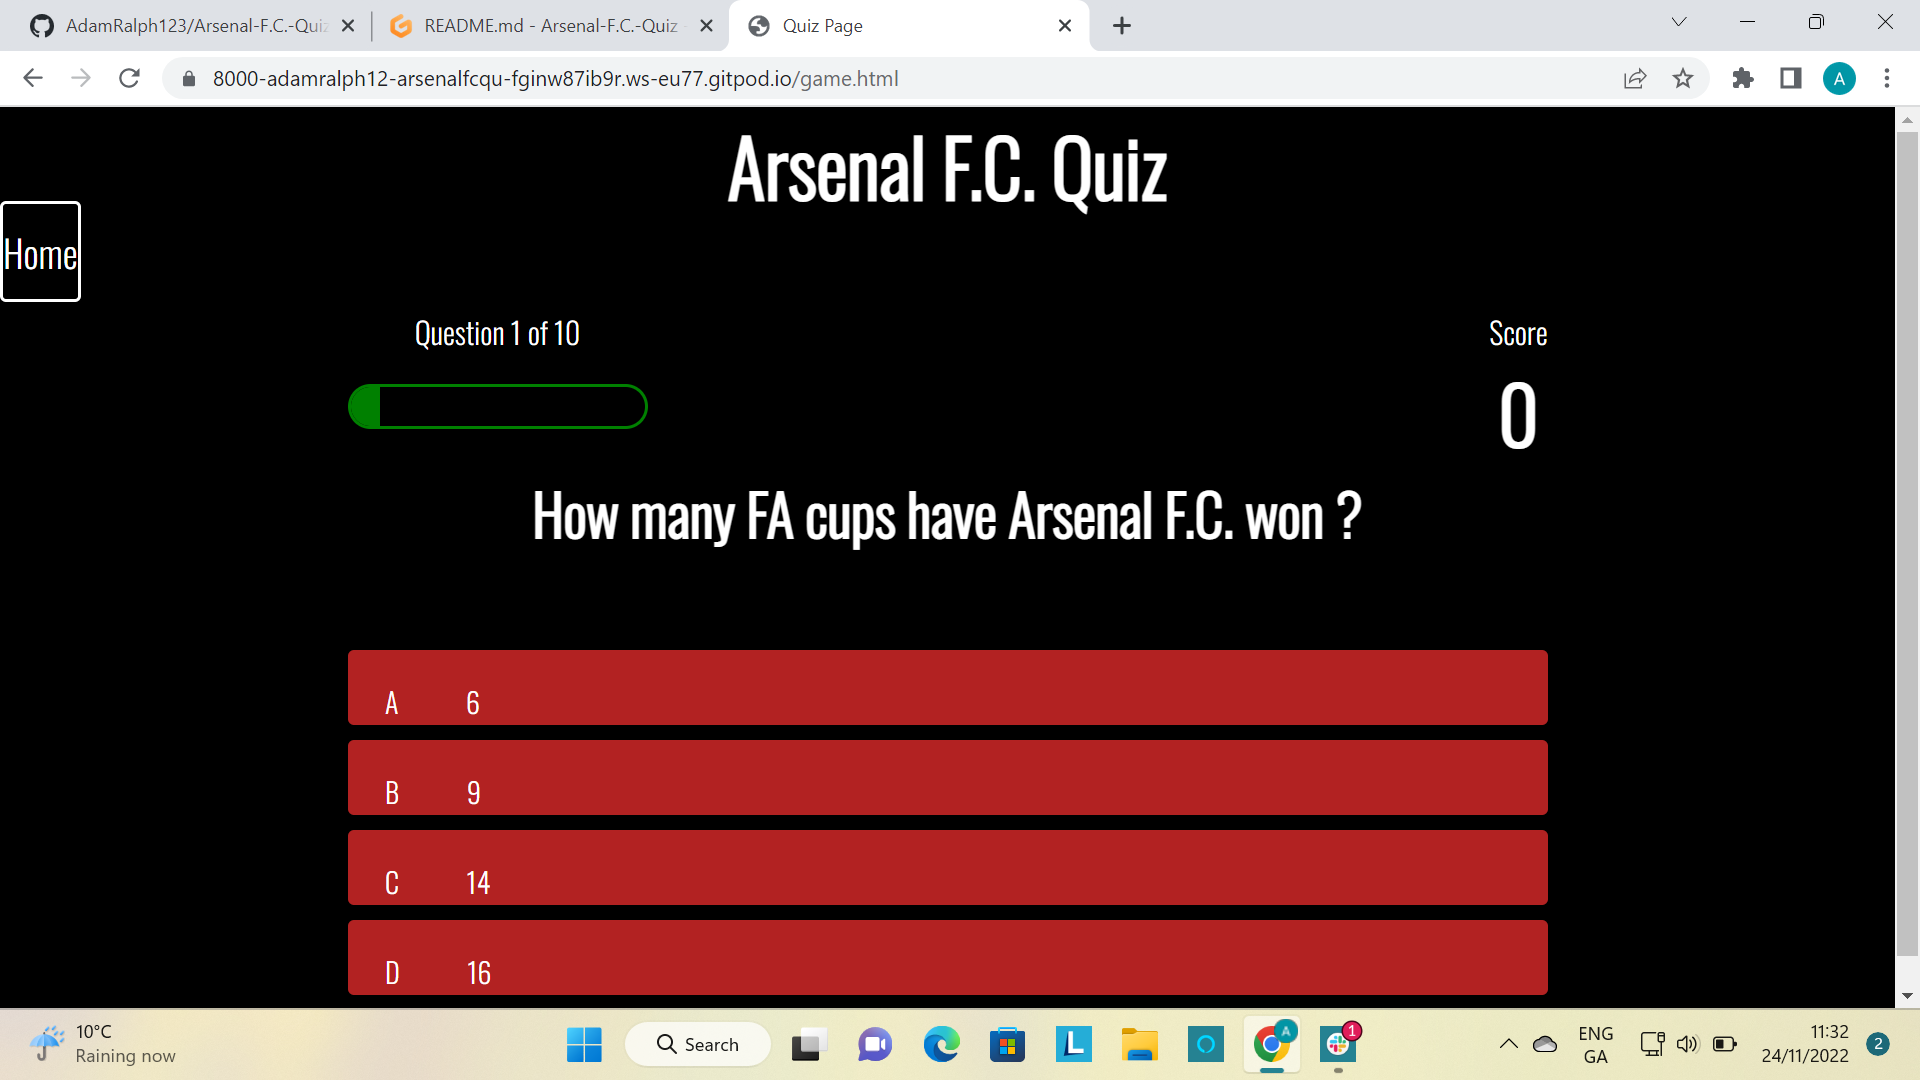 AdamRalph123/Arsenal-F.C.-Quiz
README.md - Arsenal-F.C.-Quiz
Quiz Page
8000-adamralph12-arsenalfcqu-fginw87ib9r.ws-eu77.gitpod.io/game.html
A
Arsenal F.C. Quiz
Home
Question 1 of 10
Score
0
How many FA cups have Arsenal F.C. won ?
A 6
B 9
C 14
D 16
10°C
Raining now
Search
L
A
1
ENG
GA
11:32
24/11/2022
2